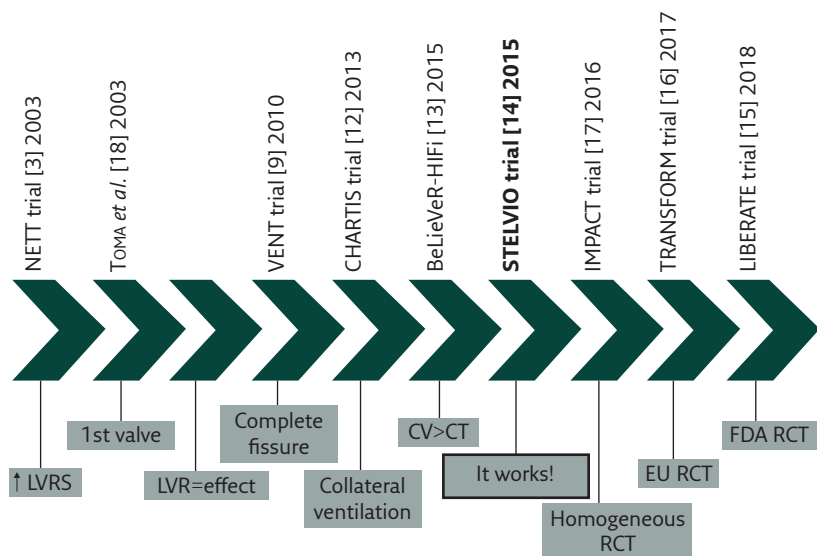 NETT trial [3] 2003
Toma et al. [18] 2003
VENT trial [9] 2010
CHARTIS trial [12] 2013
BeLieVeR-HIFi [13] 2015
STELVIO trial [14] 2015
IMPACT trial [17] 2016
TRANSFORM trial [16] 2017
LIBERATE trial [15] 2018
↑ LVRS
1st valve
LVR=effect
Complete
fissure
Collateral
ventilation
CV>CT
It works!
Homogeneous
RCT
EU RCT
FDA RCT